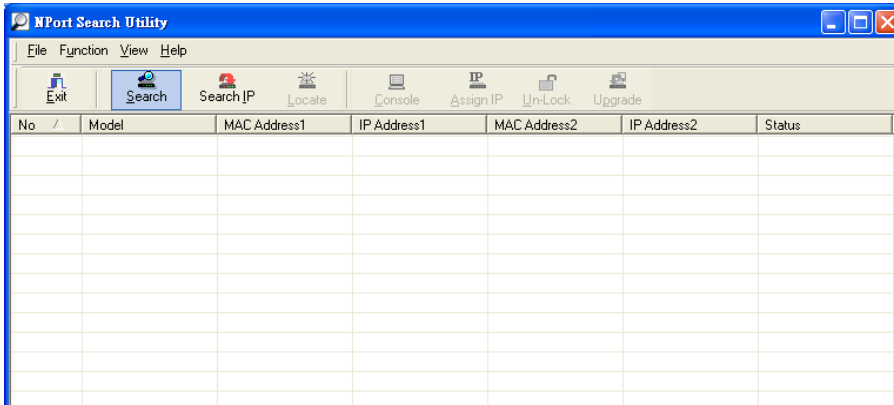 NPort Search Utility
File Function View Help
Exit Search Search IP Locate Console Assign IP Un-Lock Upgrade
No Model MAC Address1 IP Address1 MAC Address2 IP Address2 Status